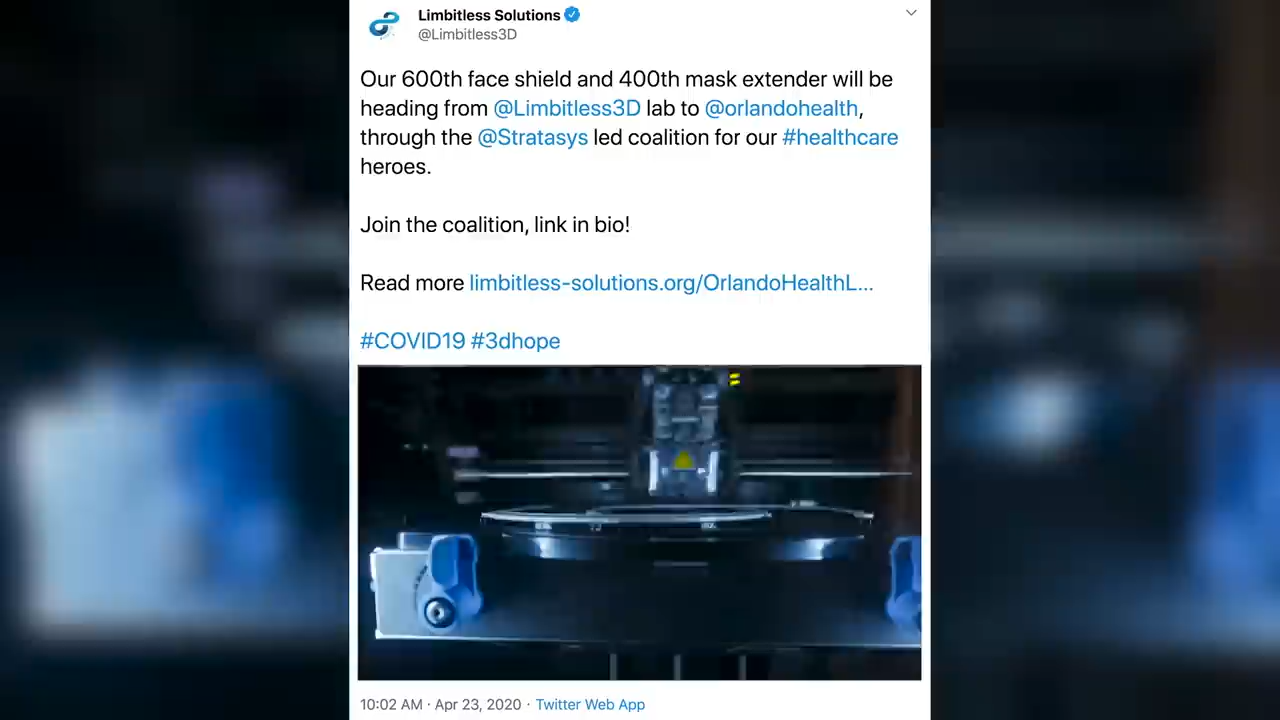 Limbitless Solutions
@Limbitless3D
Our 600th face shield and 400th mask extender will be
heading from @Limbitless3D lab to @orlandohealth,
through the @Stratasys led coalition for our #healthcare
heroes.
Join the coalition, link in bio!
Read more limbitless-solutions.org/OrlandoHealthL...
#COVID19 #3dhope
10:02 AM · Apr 23, 2020 · Twitter Web App